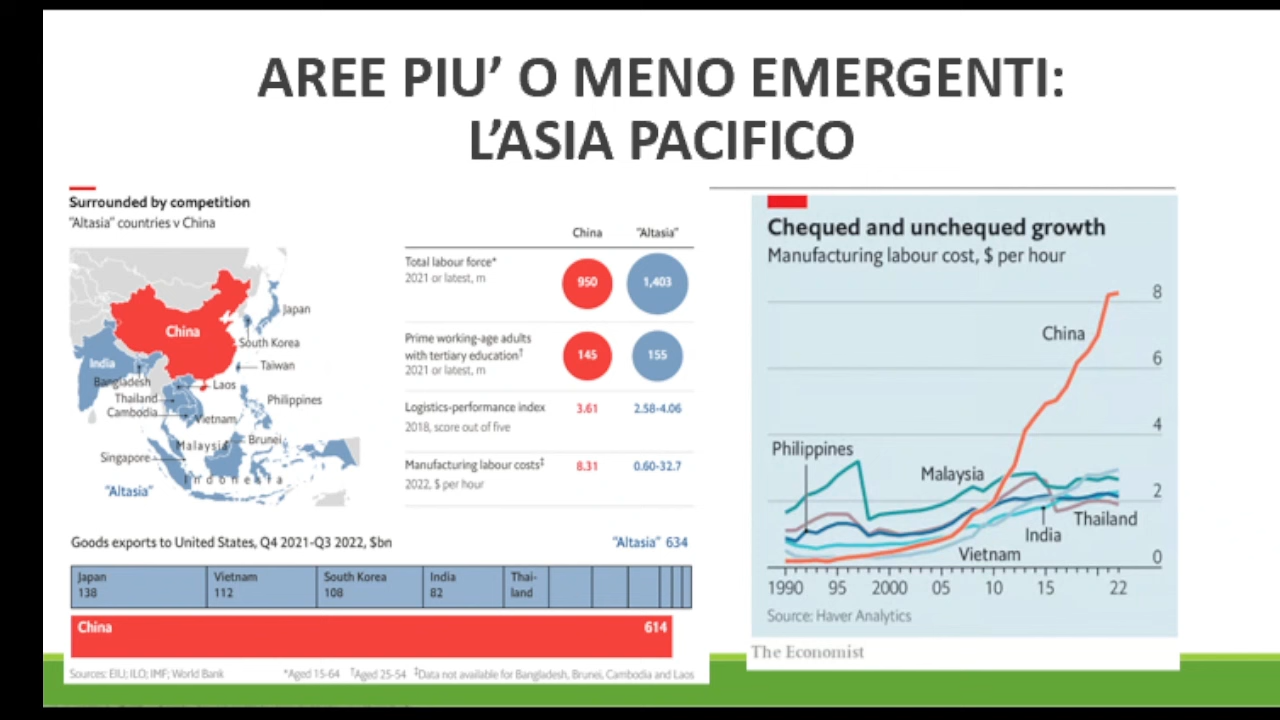 AREE PIU’ O MENO EMERGENTI:
L’ASIA PACIFICO
Surrounded by competition
"Altasia" countries v China
China
India
Japan
South Korea
Taiwan
Bangladesh
Laos
Thailand
Cambodia
Philippines
Vietnam
Malaysia
Brunei
Singapore
Indonesia
"Altasia"
China "Altasia"
Total labour force*
2021 or latest, m
950 1,403
Prime working-age adults
with tertiary education†
2021 or latest, m
145 155
Logistics-performance index
2018, score out of five
3.61 2.58-4.06
Manufacturing labour costs‡
2022, $ per hour
8.31 0.60-32.7
Goods exports to United States, Q4 2021-Q3 2022, $bn
"Altasia" 634
Japan
138
Vietnam
112
South Korea
108
India
82
Thai-
land
China 614
Sources: EIU; ILO; IMF; World Bank
*Aged 15-64 †Aged 25-54 ‡Data not available for Bangladesh, Brunei, Cambodia and Laos
Chequed and unchequed growth
Manufacturing labour cost, $ per hour
8
China
6
4
Philippines
Malaysia
2
Thailand
India
Vietnam
0
1990 95 2000 05 10 15 22
Source: Haver Analytics
The Economist